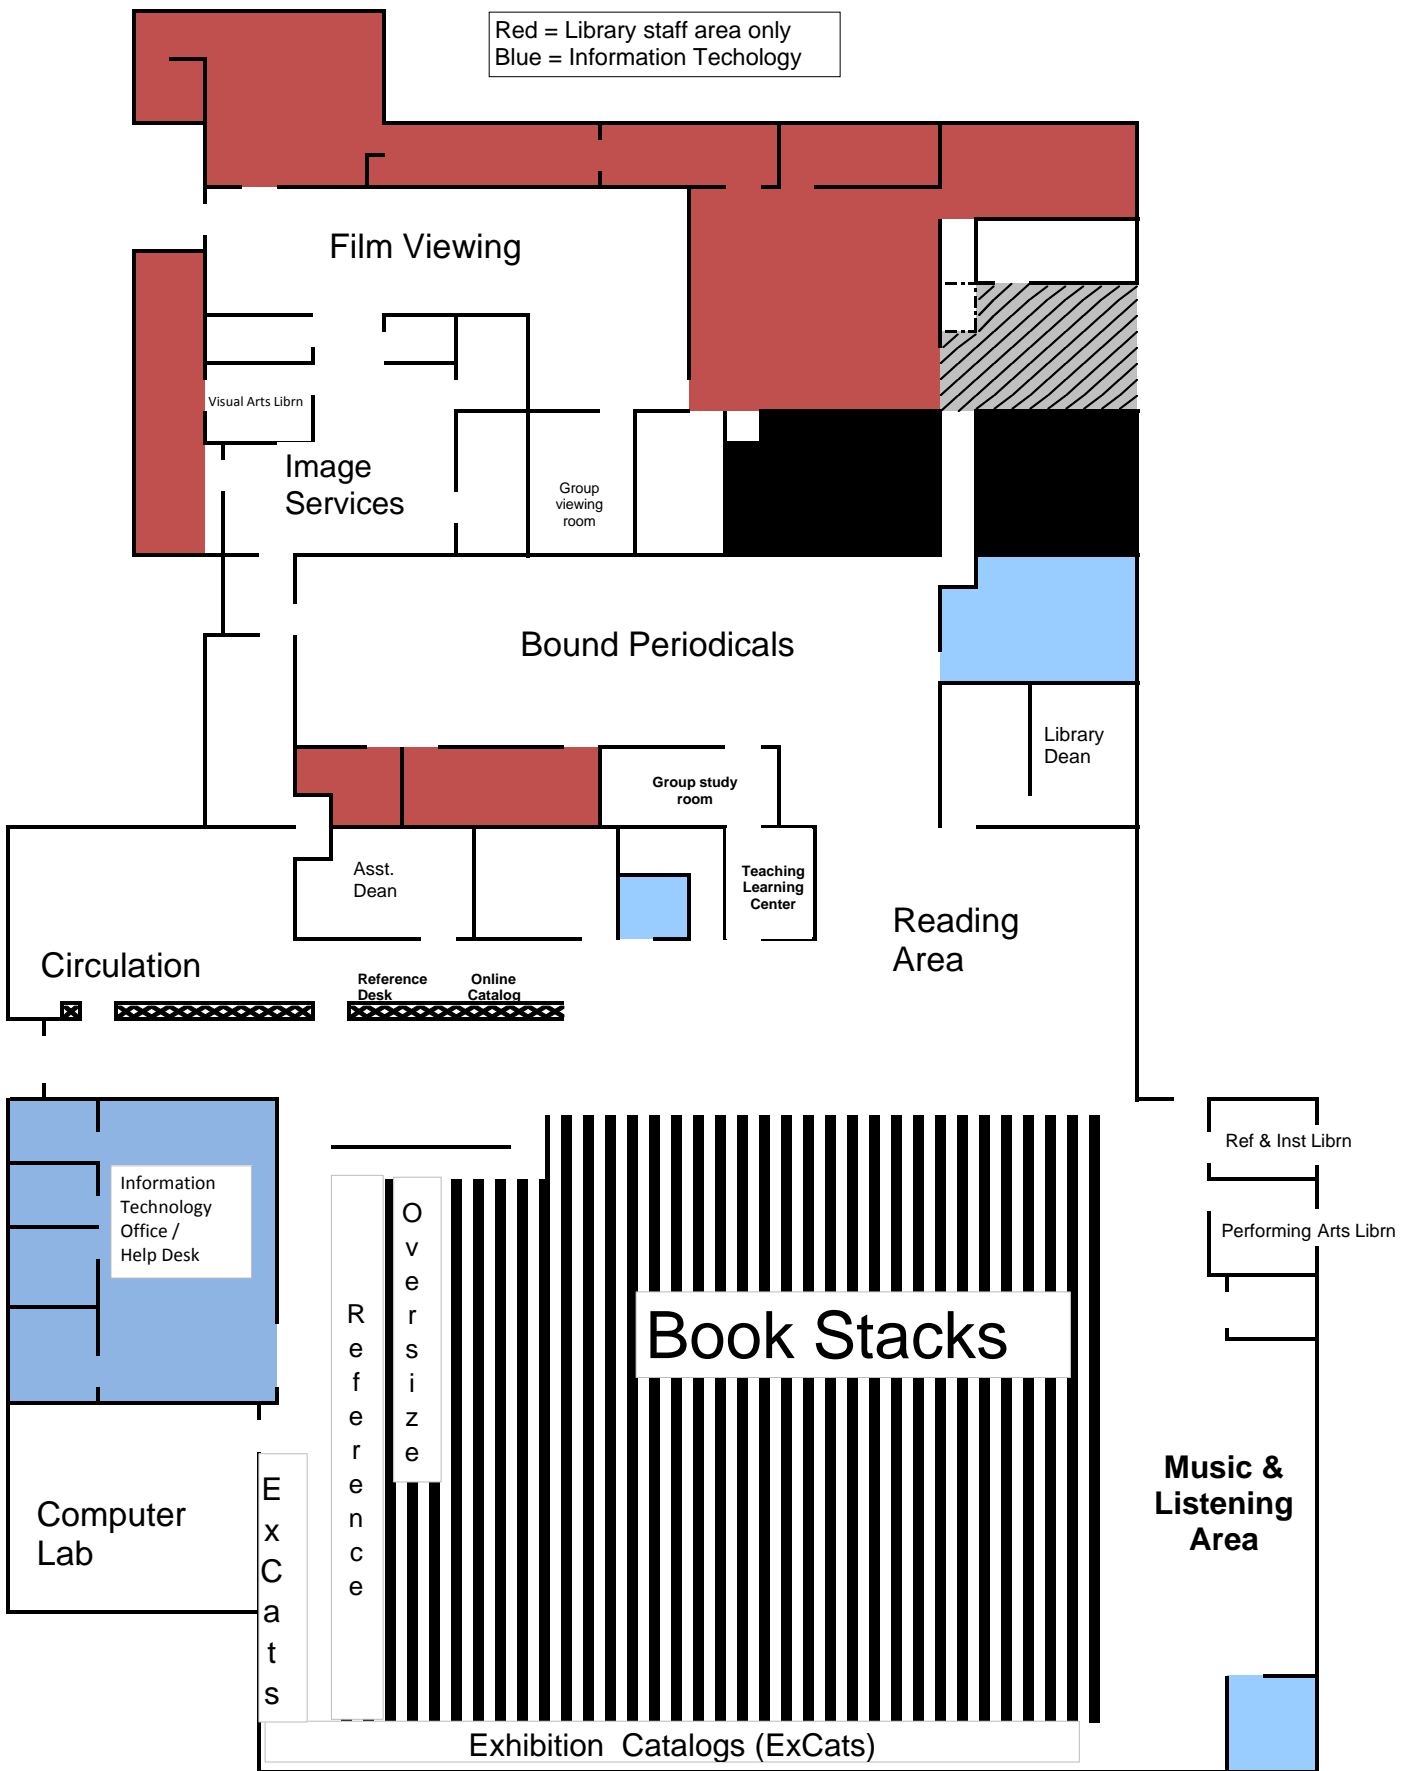 Red = Library staff area only
Blue = Information Techology
Film Viewing
Visual Arts Librn
Image
Services
Group
viewing
room
Bound Periodicals
Library
Dean
Group study
room
Asst.
Dean
Teaching
Learning
Center
Reading
Area
Circulation
Reference
Desk
Online
Catalog
Ref & Inst Librn
Information
Technology
Office /
Help Desk
Performing Arts Librn
Oversize
Reference
Book Stacks
Music &
Listening
Area
Computer
Lab
ExCats
Exhibition Catalogs (ExCats)